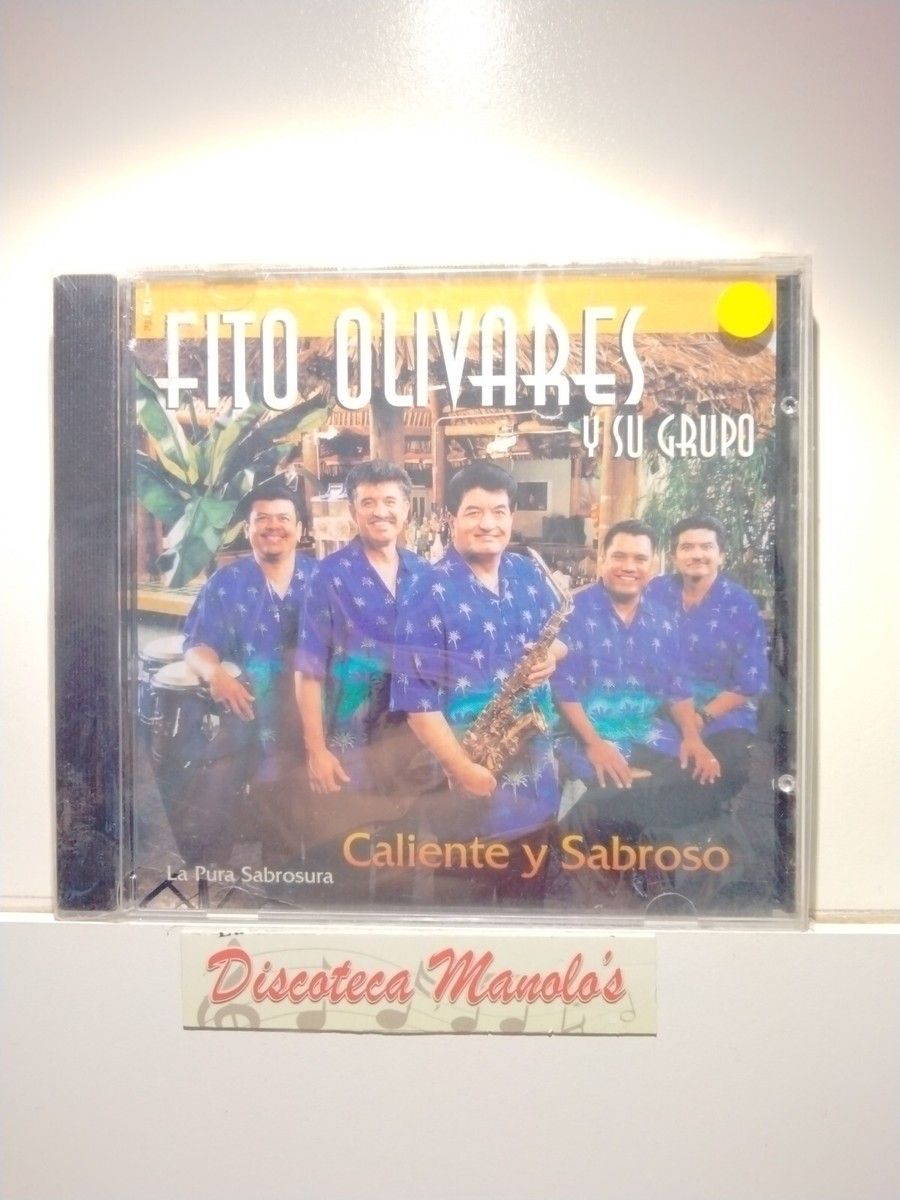 FITO OLIVARES
Y SU GRUPO
Caliente y Sabroso
La Pura Sabrosura
Discoteca Manolo's